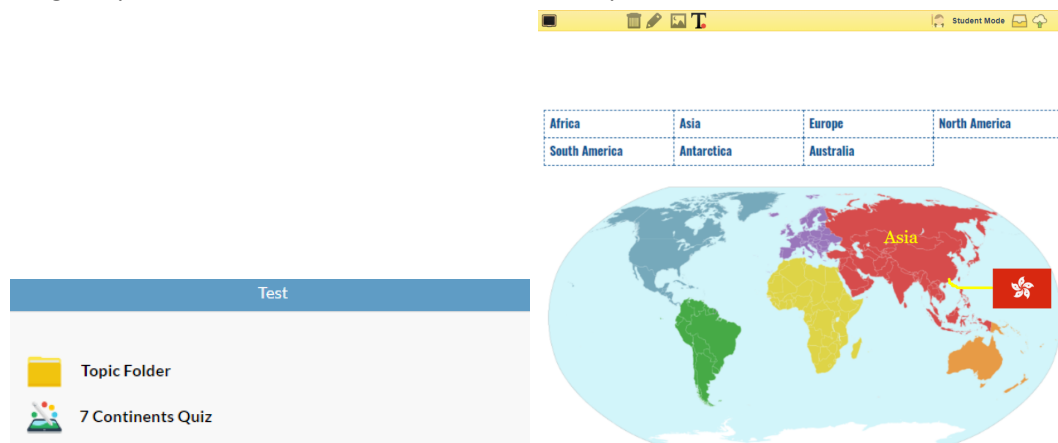 Student Mode
Africa Asia Europe North America
South America Antarctica Australia
Asia
Test
Topic Folder
7 Continents Quiz